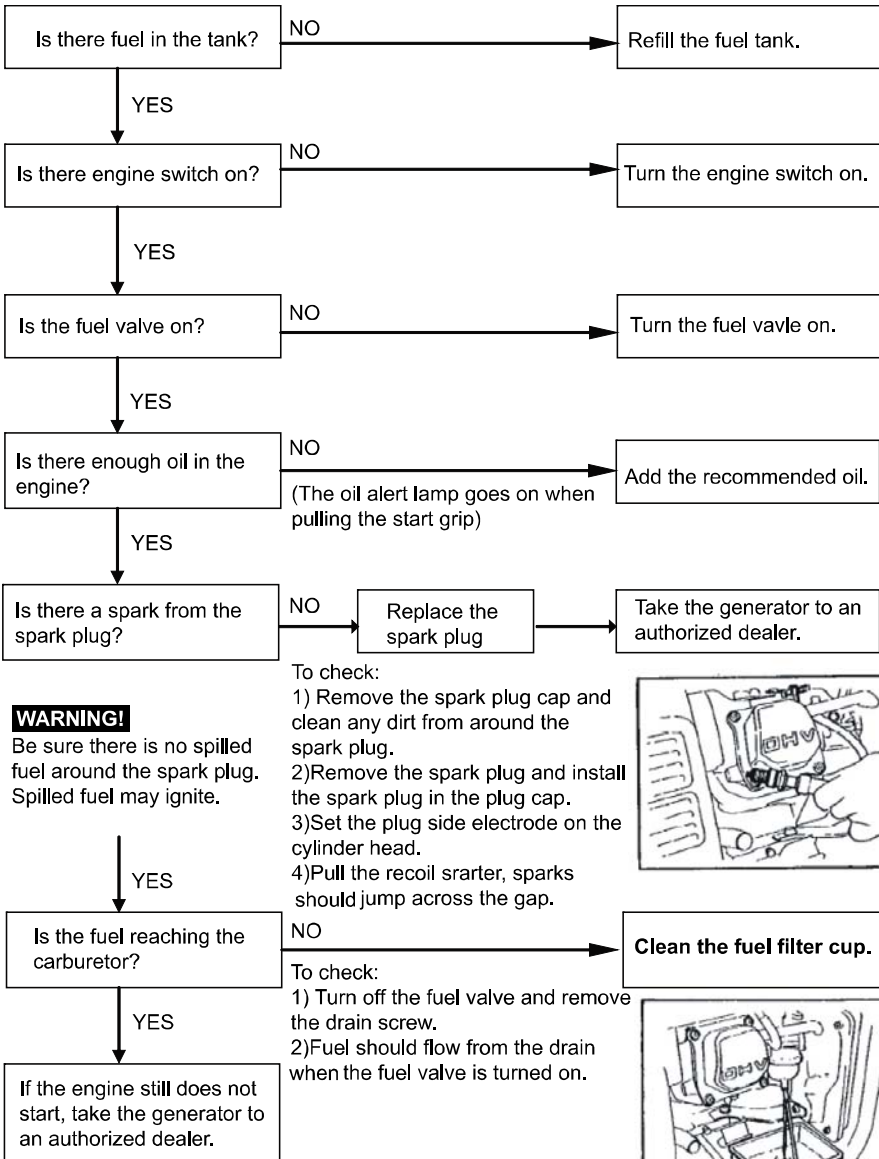 Is there fuel in the tank?
NO
Refill the fuel tank.
YES
Is there engine switch on?
NO
Turn the engine switch on.
YES
Is the fuel valve on?
NO
Turn the fuel vavle on.
YES
Is there enough oil in the
engine?
NO
(The oil alert lamp goes on when
pulling the start grip)
Add the recommended oil.
YES
Is there a spark from the
spark plug?
NO
Replace the
spark plug
Take the generator to an
authorized dealer.
To check:
1) Remove the spark plug cap and
clean any dirt from around the
spark plug.
2)Remove the spark plug and install
the spark plug in the plug cap.
3)Set the plug side electrode on the
cylinder head.
4)Pull the recoil srarter, sparks
should jump across the gap.
OHV
WARNING!
Be sure there is no spilled
fuel around the spark plug.
Spilled fuel may ignite.
YES
Is the fuel reaching the
carburetor?
NO
Clean the fuel filter cup.
To check:
1) Turn off the fuel valve and remove
the drain screw.
2)Fuel should flow from the drain
when the fuel valve is turned on.
OHV
YES
If the engine still does not
start, take the generator to
an authorized dealer.